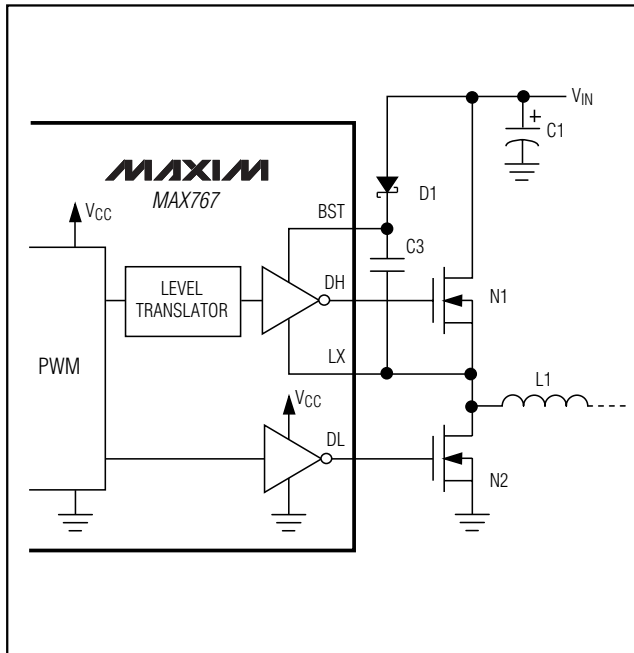 VIN
C1
+
MAXIM
MAX767
VCC
BST
D1
C3
LEVEL
TRANSLATOR
DH
N1
PWM
LX
L1
VCC
DL
N2